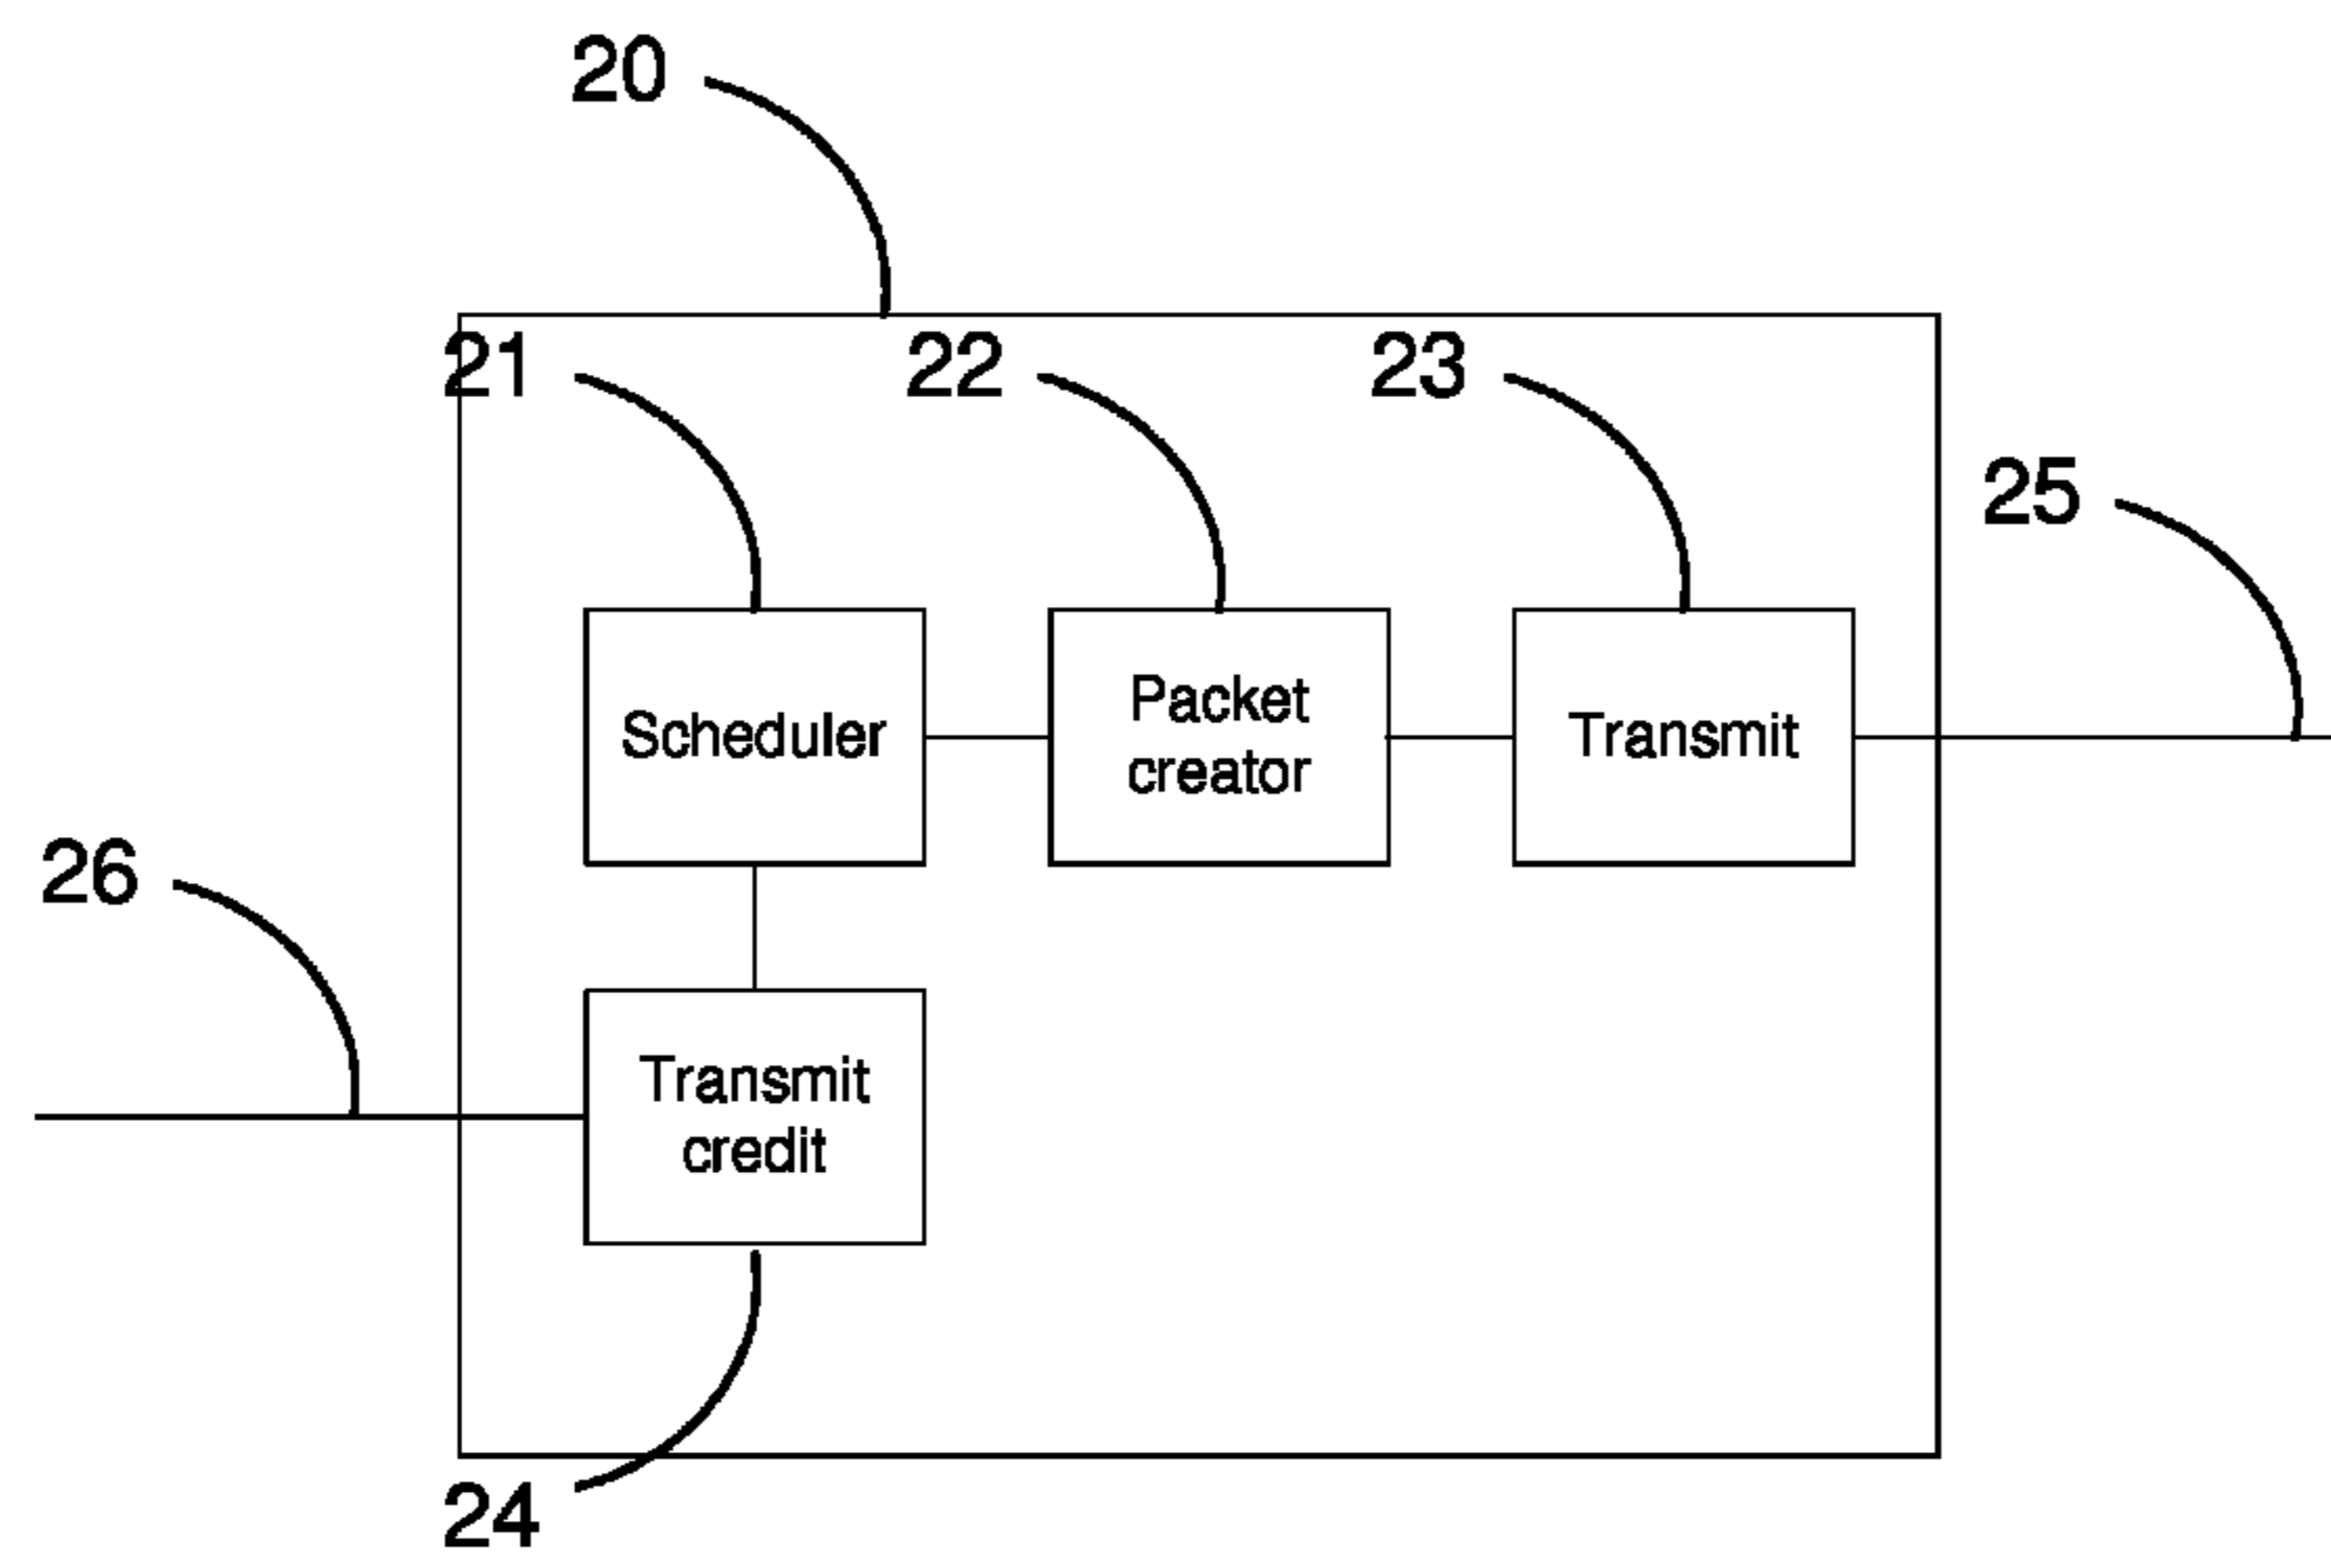 20
21
22
23
25
Scheduler
Packet
creator
Transmit
26
Transmit
credit
24